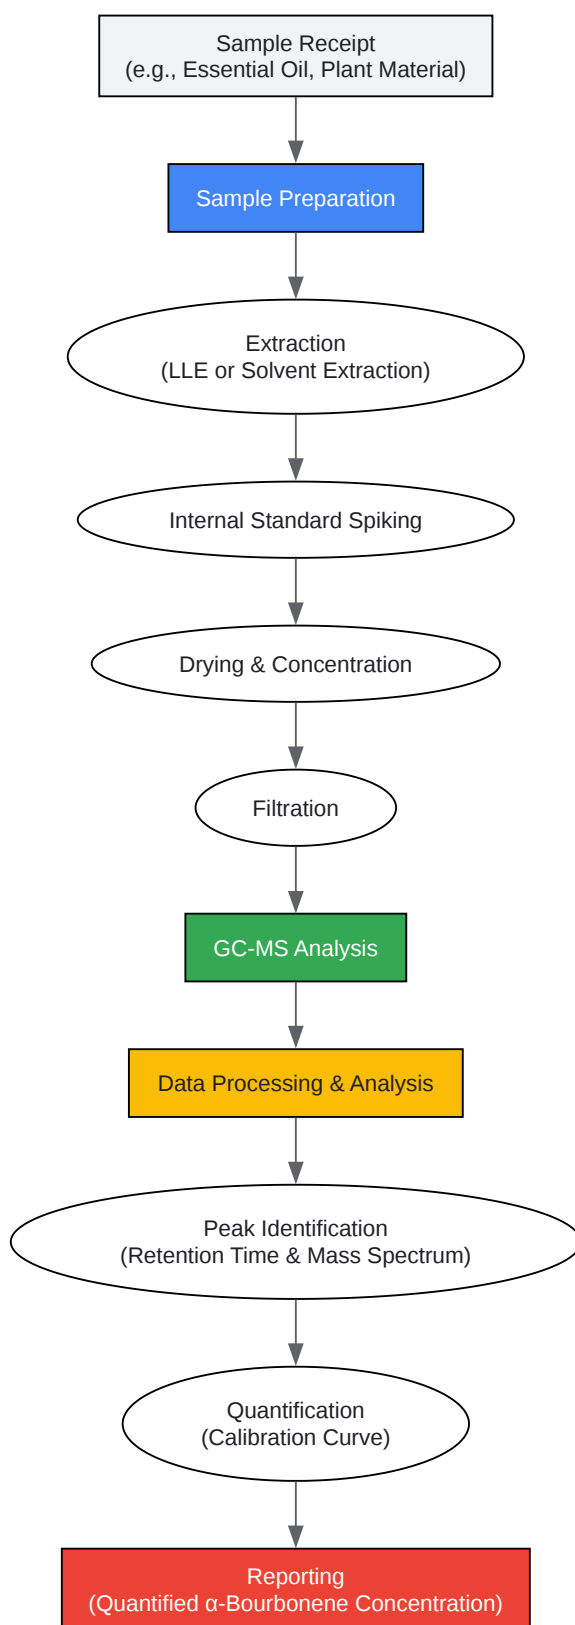 Sample Receipt
(e.g., Essential Oil, Plant Material)
Sample Preparation
Extraction
(LLE or Solvent Extraction)
Internal Standard Spiking
Drying & Concentration
Filtration
GC-MS Analysis
Data Processing & Analysis
Peak Identification
(Retention Time & Mass Spectrum)
Quantification
(Calibration Curve)
Reporting
(Quantified α-Bourbonene Concentration)